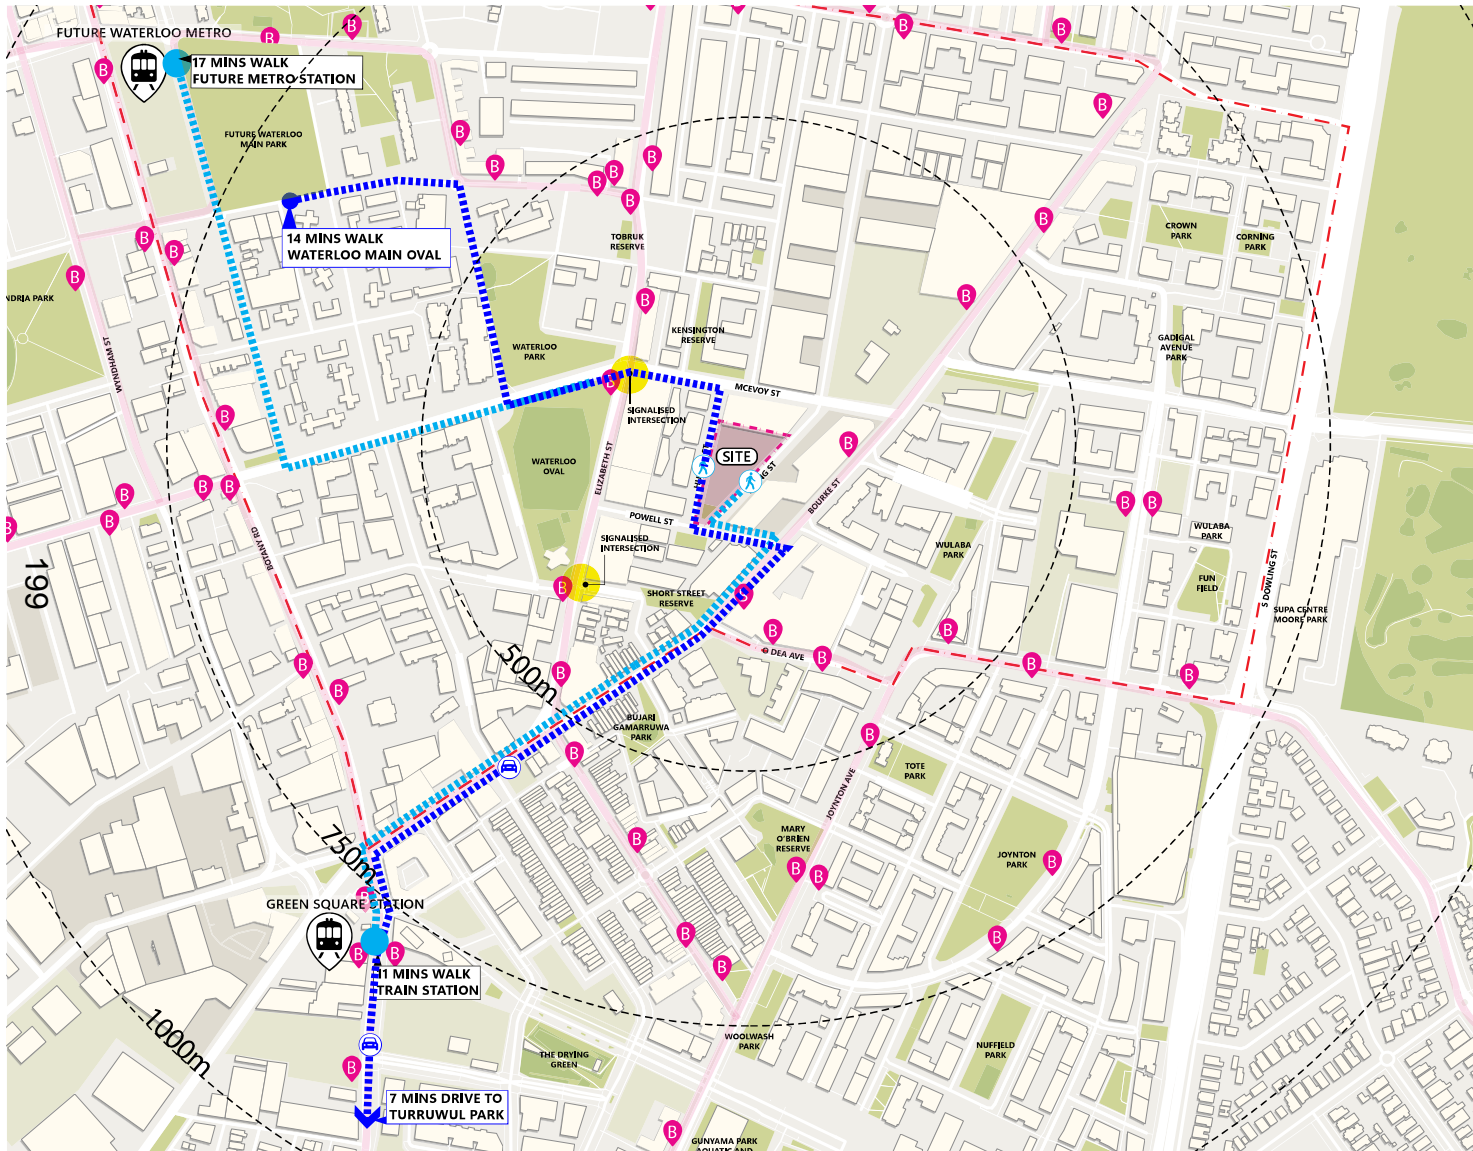 FUTURE WATERLOO METRO
17 MINS WALK
FUTURE METRO STATION
FUTURE WATERLOO
MAIN PARK
14 MINS WALK
WATERLOO MAIN OVAL
TOBRUK
RESERVE
CROWN
PARK
CORNING
PARK
NDRIA PARK
WYNDHAM ST
WATERLOO
PARK
KENSINGTON
RESERVE
GADIGAL
AVENUE
PARK
MCEVOY ST
SIGNALISED
INTERSECTION
SITE
WATERLOO
OVAL
ELIZABETH ST
BOURKE ST
POWELL ST
SIGNALISED
INTERSECTION
WULABA
PARK
WULABA
PARK
BOTANY RD
199
SHORT STREET
RESERVE
FUN
FIELD
S DOWLING ST
SUPA CENTRE
MOORE PARK
O DEA AVE
500m
BUJARI
GAMARRUWA
PARK
TOTE
PARK
JOYNTON AVE
MARY
O'BRIEN
RESERVE
JOYNTON
PARK
750m
GREEN SQUARE STATION
11 MINS WALK
TRAIN STATION
1000m
WOOLWASH
PARK
NUFFIELD
PARK
THE DRYING
GREEN
7 MINS DRIVE TO
TURRUWUL PARK
GUNYAMA PARK
AQUATIC AND